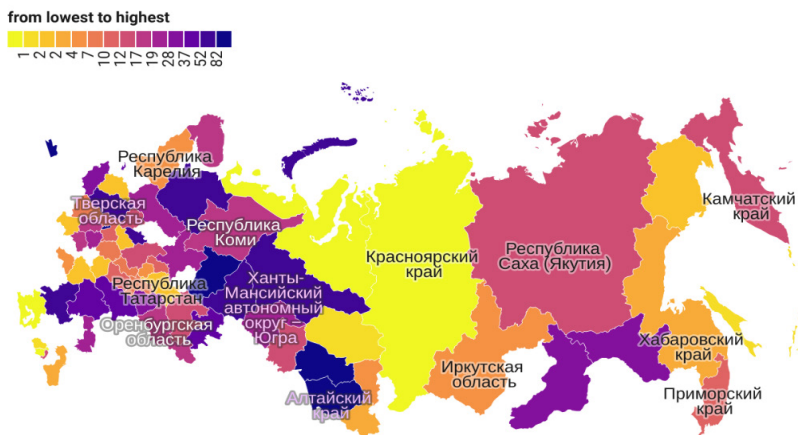 from lowest to highest
1 2 2 4 7 10 12 17 19 28 37 52 82
Республика
Карелия
Тверская
область
Республика
Коми
Камчатский
край
Красноярский
край
Республика
Саха (Якутия)
Ханты-
Мансийский
автономный
округ –
Югра
Республика
Татарстан
Оренбургская
область
Хабаровский
край
Иркутская
область
Приморский
край
Алтайский
край